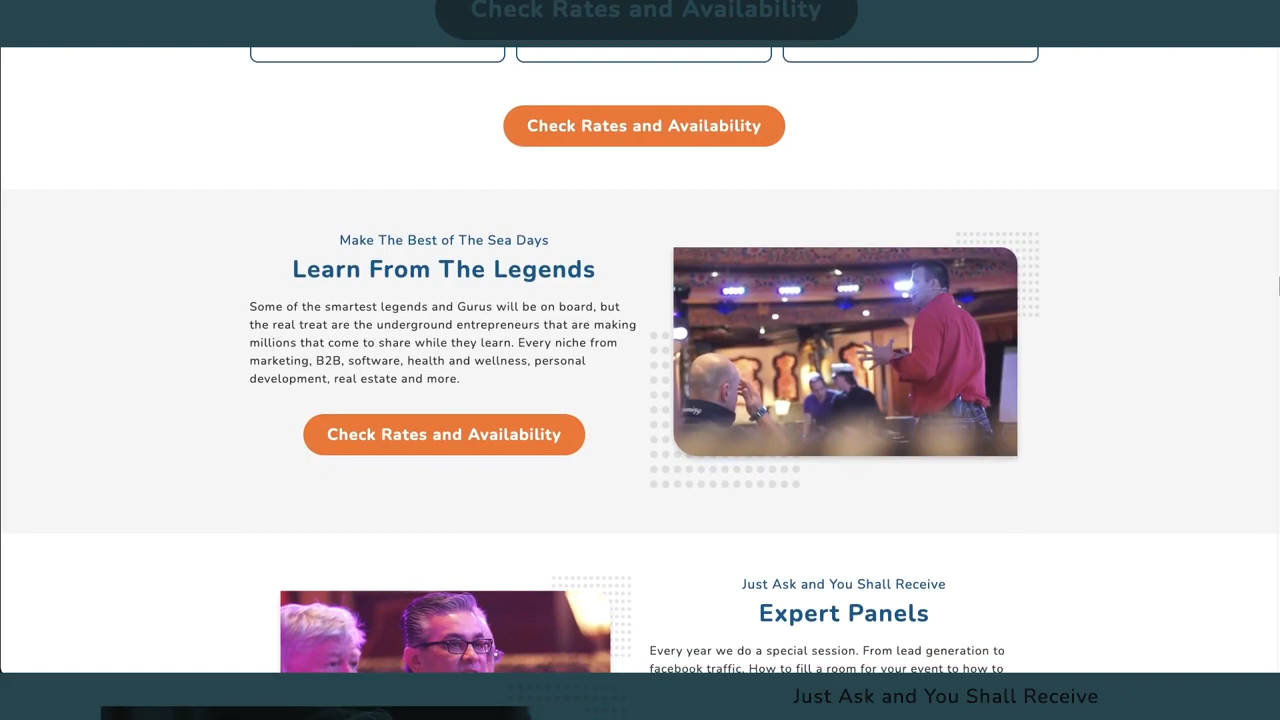 Check Rates and Availability
Check Rates and Availability
Make The Best of The Sea Days
Learn From The Legends
Some of the smartest legends and Gurus will be on board, but
the real treat are the underground entrepreneurs that are making
millions that come to share while they learn. Every niche from
marketing, B2B, software, health and wellness, personal
development, real estate and more.
Check Rates and Availability
Just Ask and You Shall Receive
Expert Panels
Every year we do a special session. From lead generation to
facebook traffic. How to fill a room for your event to how to
Just Ask and You Shall Receive